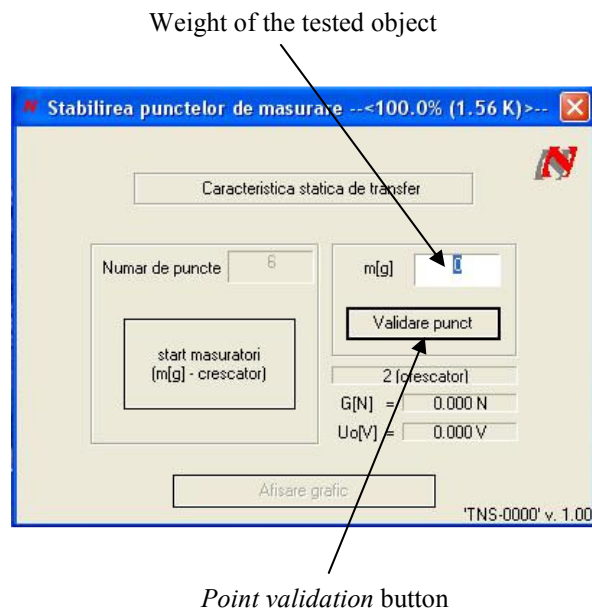 Weight of the tested object
Stabilirea punctelor de masurare --<100.0% (1.56 K)>--
Caracteristica statica de transfer
Numar de puncte 6
m[g] 0
Validare punct
start masuratori
(m[g] - crescator)
2 (crescator)
G[N] = 0.000 N
Uo[V] = 0.000 V
Afisare grafic
'TNS-0000' v. 1.00
Point validation button